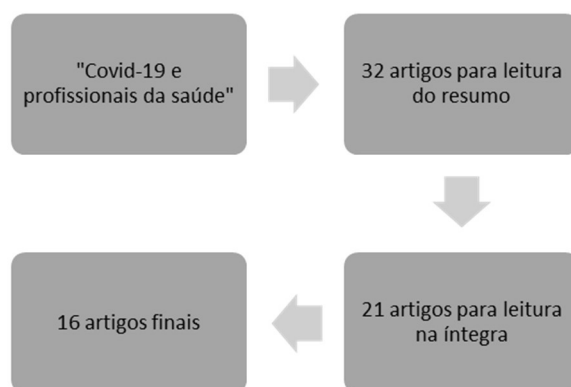 "Covid-19 e
profissionais da saúde"
32 artigos para leitura
do resumo
21 artigos para leitura
na íntegra
16 artigos finais